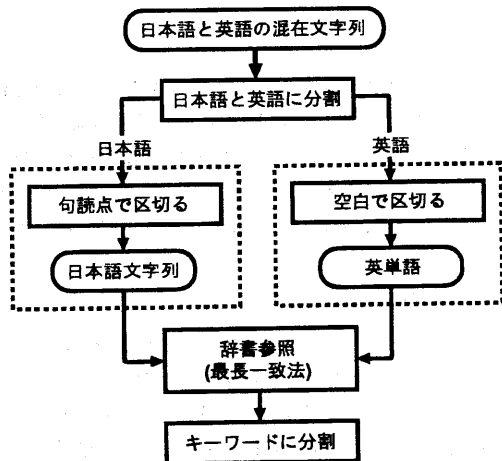 日本語と英語の混在文字列
日本語と英語に分割
日本語
英語
句読点で区切る
空白で区切る
日本語文字列
英単語
辞書参照
(最長一致法)
キーワードに分割